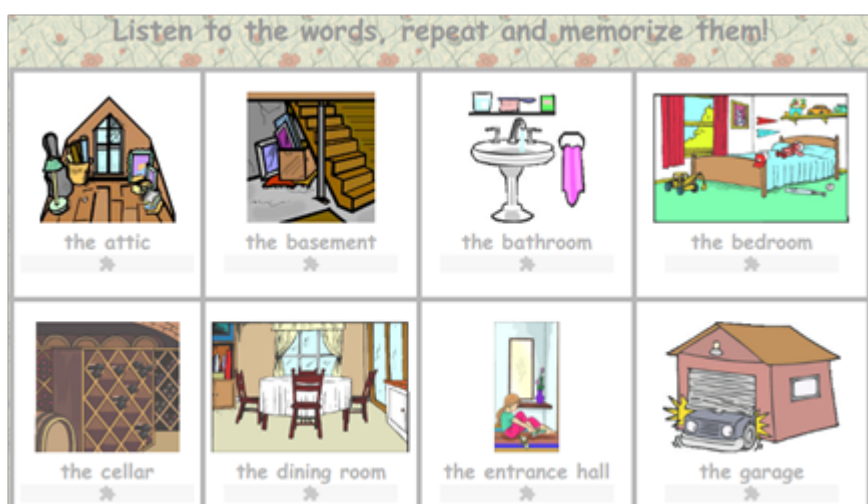 Listen to the words, repeat and memorize them!
the attic
the basement
the bathroom
the bedroom
the cellar
the dining room
the entrance hall
the garage